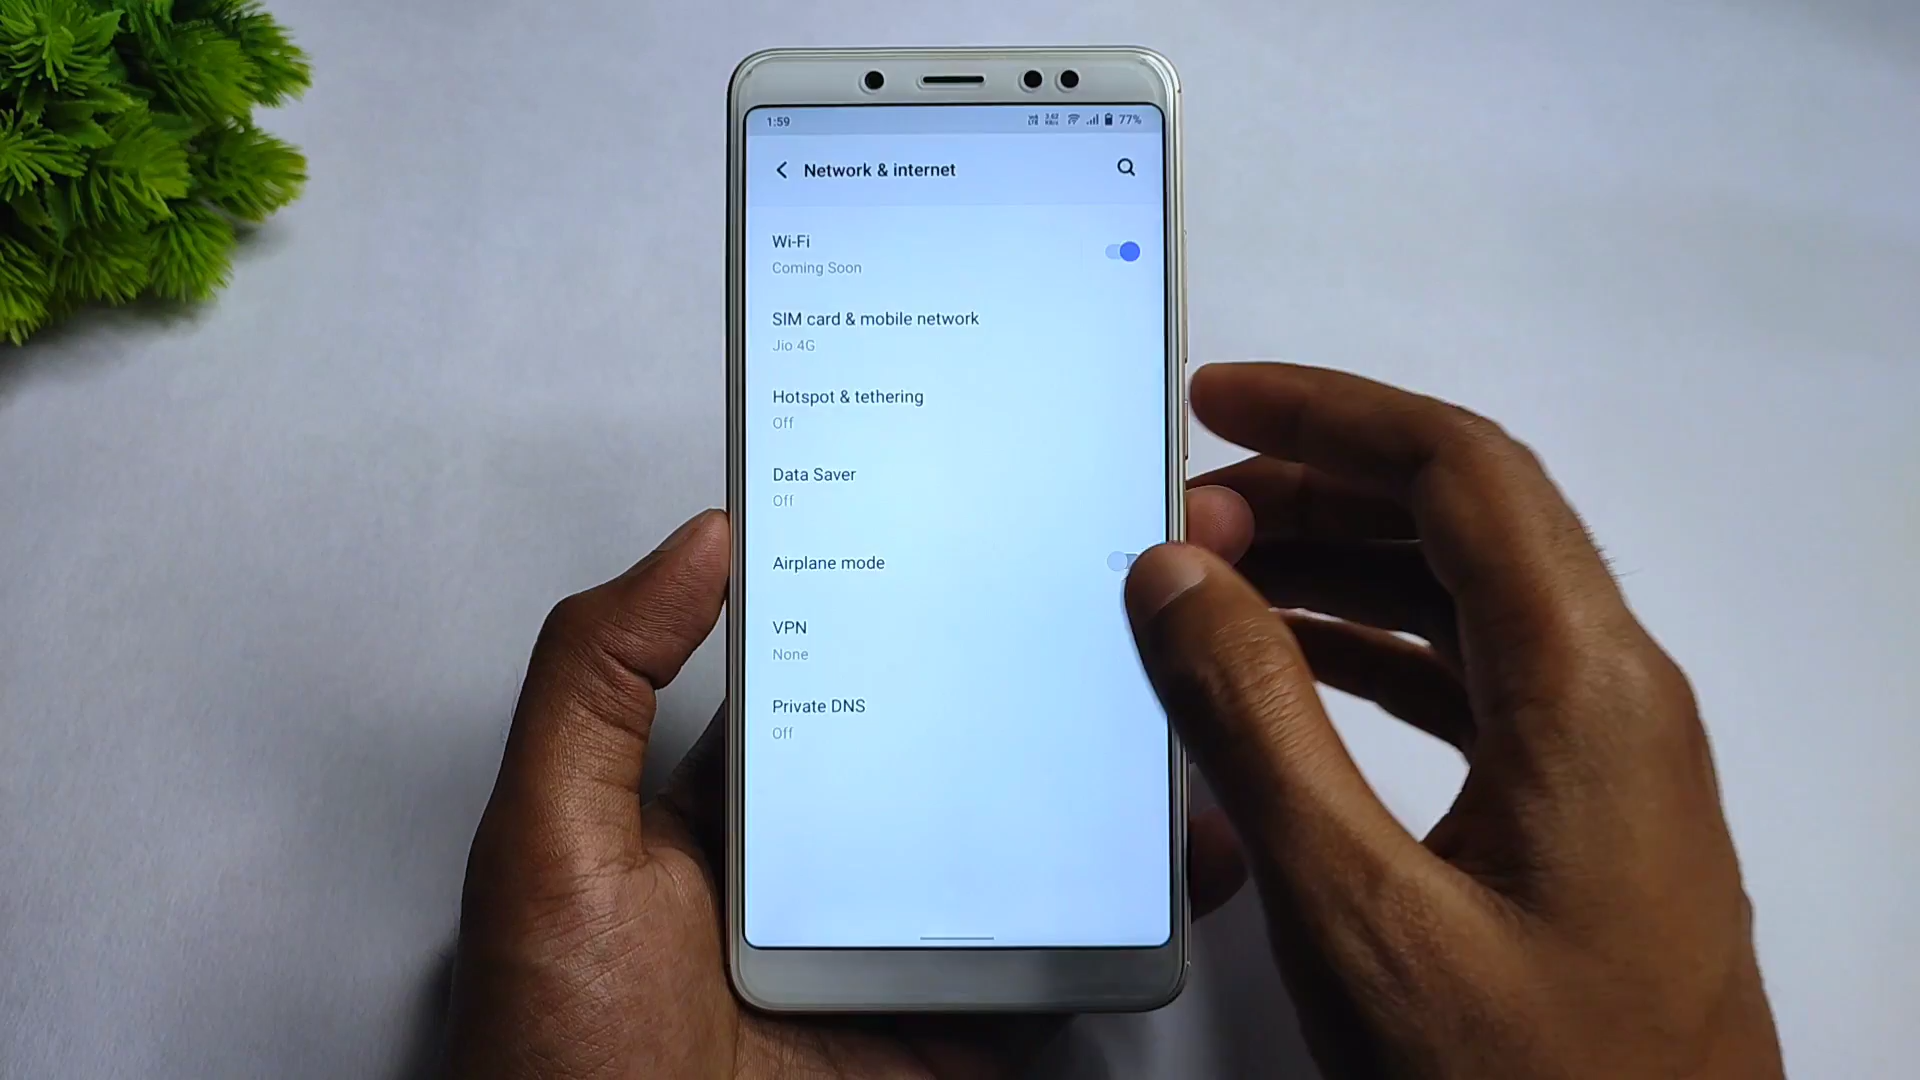 1:59
77%
Network & internet
Wi-Fi
Coming Soon
SIM card & mobile network
Jio 4G
Hotspot & tethering
Off
Data Saver
Off
Airplane mode
VPN
None
Private DNS
Off